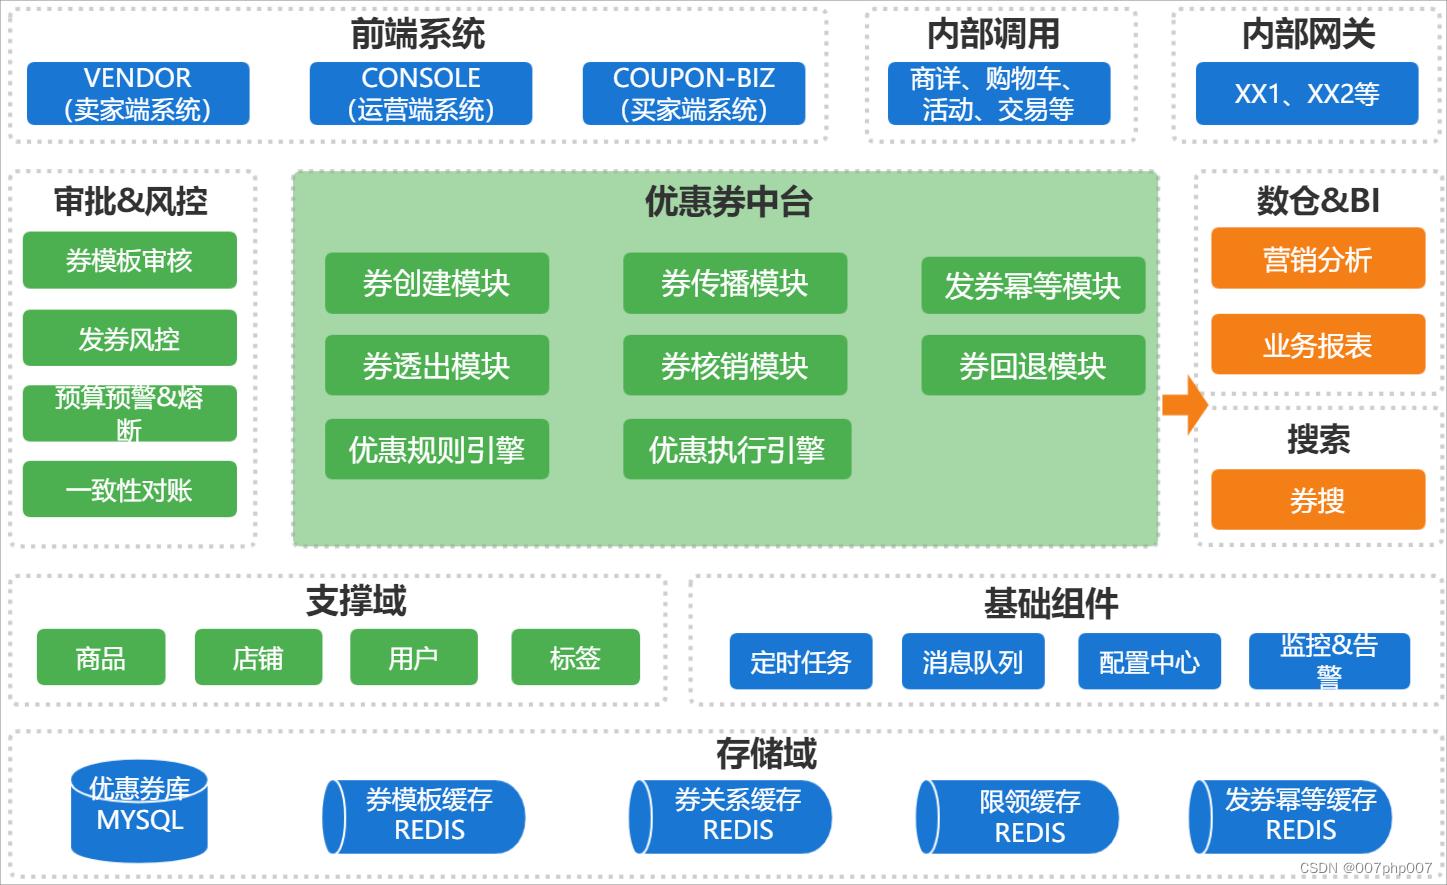 前端系统
VENDOR
（卖家端系统）
CONSOLE
（运营端系统）
COUPON-BIZ
（买家端系统）
内部调用
商详、购物车、
活动、交易等
内部网关
XX1、XX2等
审批&风控
券模板审核
发券风控
预算预警&熔
断
一致性对账
优惠券中台
券创建模块
券传播模块
发券幂等模块
券透出模块
券核销模块
券回退模块
优惠规则引擎
优惠执行引擎
数仓&BI
营销分析
业务报表
搜索
券搜
支撑域
商品
店铺
用户
标签
基础组件
定时任务
消息队列
配置中心
监控&告
警
存储域
优惠券库
MYSQL
券模板缓存
REDIS
券关系缓存
REDIS
限领缓存
REDIS
发券幂等缓存
REDIS
CSDN @007php007